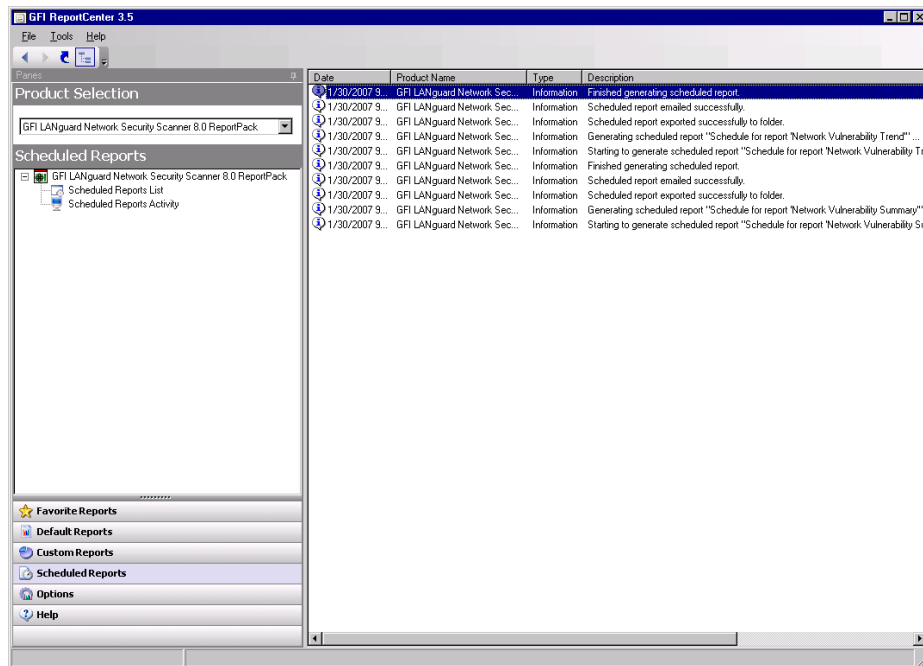 GFI ReportCenter 3.5
File Tools Help
Panes
Product Selection
GFI LANguard Network Security Scanner 8.0 ReportPack
Scheduled Reports
GFI LANguard Network Security Scanner 8.0 ReportPack
Scheduled Reports List
Scheduled Reports Activity
Favorite Reports
Default Reports
Custom Reports
Scheduled Reports
Options
Help
Date Product Name Type Description
1/30/2007 9... GFI LANguard Network Sec... Information Finished generating scheduled report.
1/30/2007 9... GFI LANguard Network Sec... Information Scheduled report emailed successfully.
1/30/2007 9... GFI LANguard Network Sec... Information Scheduled report exported successfully to folder.
1/30/2007 9... GFI LANguard Network Sec... Information Generating scheduled report "Schedule for report 'Network Vulnerability Trend'" ...
1/30/2007 9... GFI LANguard Network Sec... Information Starting to generate scheduled report "Schedule for report 'Network Vulnerability Tr
1/30/2007 9... GFI LANguard Network Sec... Information Finished generating scheduled report.
1/30/2007 9... GFI LANguard Network Sec... Information Scheduled report emailed successfully.
1/30/2007 9... GFI LANguard Network Sec... Information Scheduled report exported successfully to folder.
1/30/2007 9... GFI LANguard Network Sec... Information Generating scheduled report "Schedule for report 'Network Vulnerability Summary'"
1/30/2007 9... GFI LANguard Network Sec... Information Starting to generate scheduled report "Schedule for report 'Network Vulnerability Su